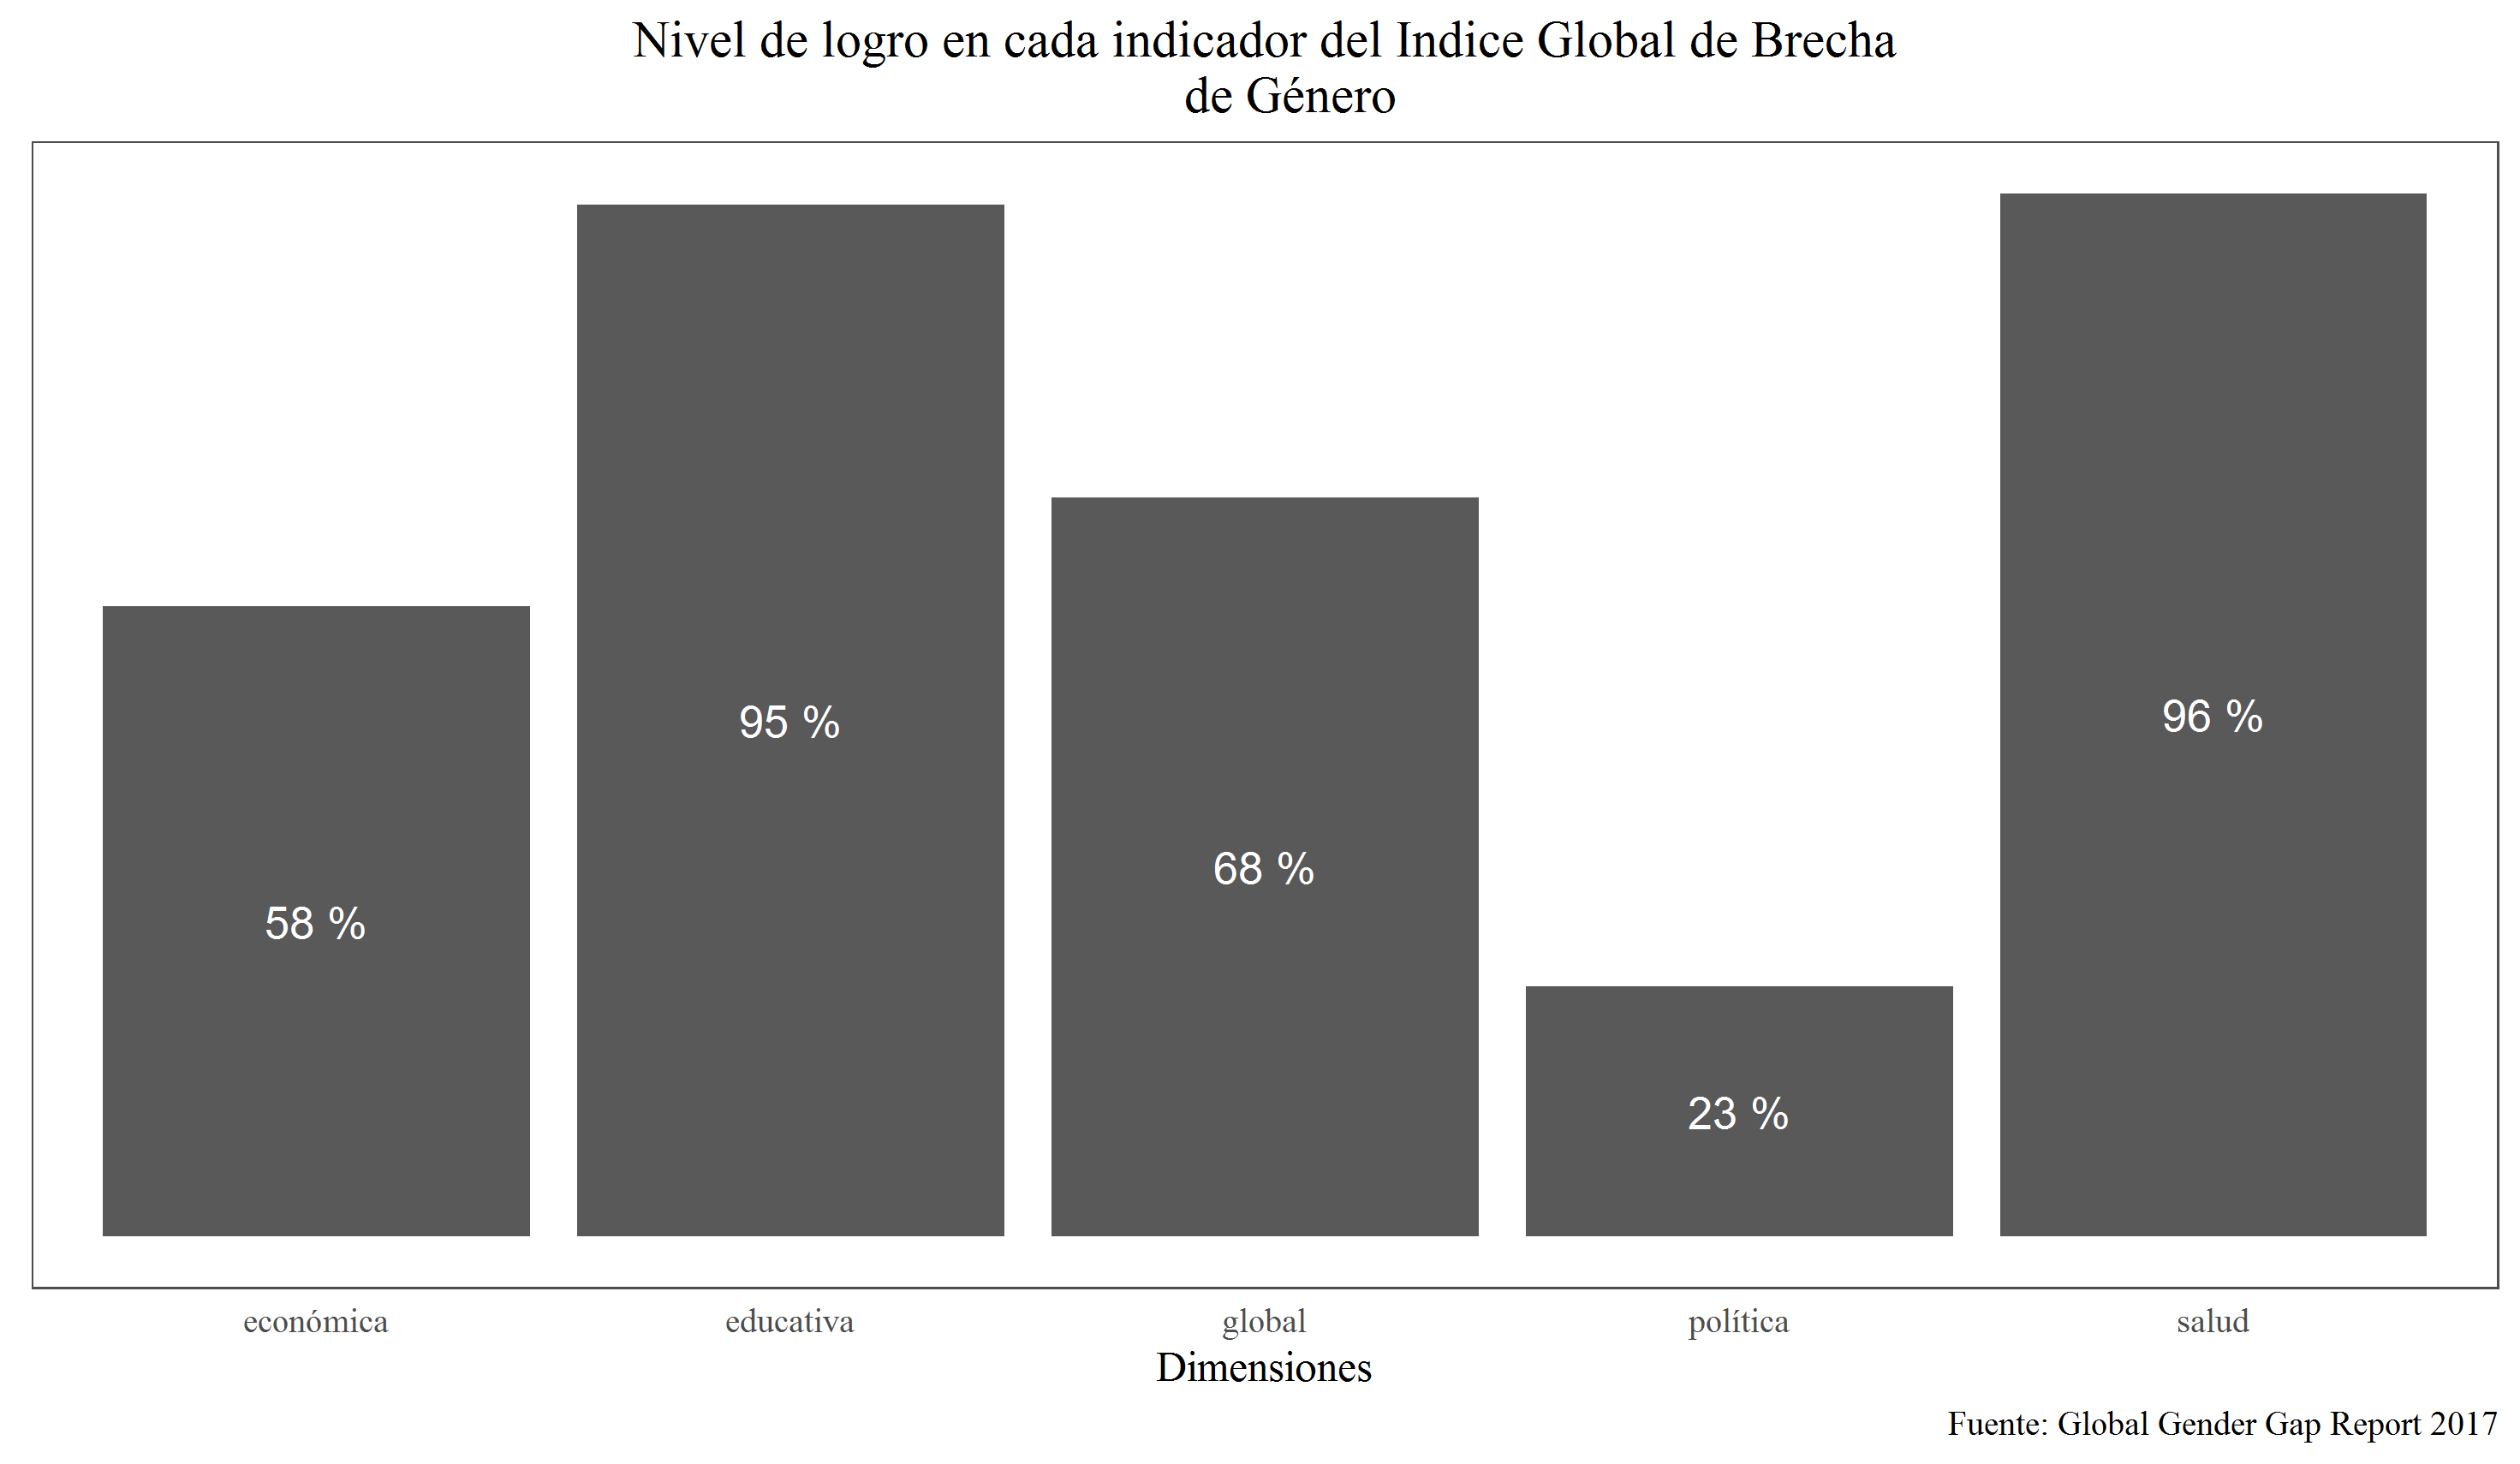 Nivel de logro en cada indicador del Indice Global de Brecha
de Género
58 %
95 %
68 %
23 %
96 %
económica
educativa
global
política
salud
Dimensiones
Fuente: Global Gender Gap Report 2017